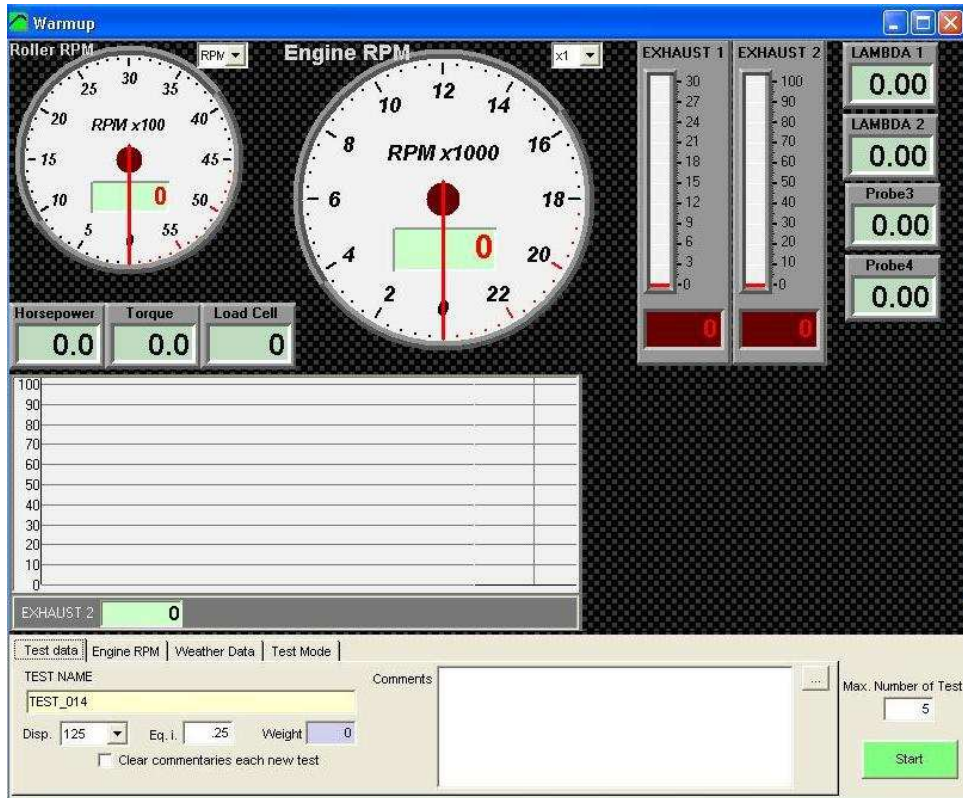 Warmup
Roller RPM
RPM
Engine RPM
x1
EXHAUST 1
EXHAUST 2
LAMBDA 1
0.00
LAMBDA 2
0.00
Probe3
0.00
Probe4
0.00
0
5
10
15
20
25
30
35
40
45
50
55
RPM x100
0
0
2
4
6
8
10
12
14
16
18
20
22
RPM x1000
0
30
27
24
21
18
15
12
9
6
3
0
0
100
90
80
70
60
50
40
30
20
10
0
0
Horsepower
0.0
Torque
0.0
Load Cell
0
100
90
80
70
60
50
40
30
20
10
0
EXHAUST 2 0
Test data Engine RPM Weather Data Test Mode
TEST NAME
TEST_014
Disp. 125 Eq. i. .25 Weight 0
Clear commentaries each new test
Comments
...
Max. Number of Test
5
Start